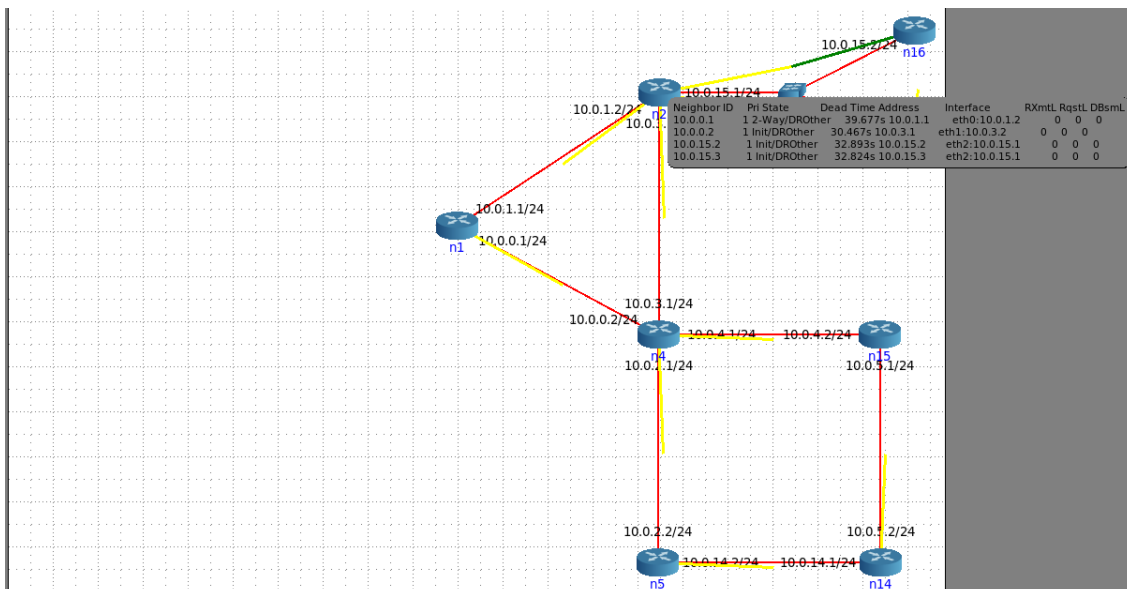 10.0.15.2/24
n16
10.0.15.1/24
n2
10.0.1.2/24
Neighbor ID Pri State Dead Time Address Interface RXmtL RqstL DBsmL
10.0.0.1 1 2-Way/DROther 39.677s 10.0.1.1 eth0:10.0.1.2 0 0 0
10.0.0.2 1 Init/DROther 30.467s 10.0.3.1 eth1:10.0.3.2 0 0 0
10.0.15.2 1 Init/DROther 32.893s 10.0.15.2 eth2:10.0.15.1 0 0 0
10.0.15.3 1 Init/DROther 32.824s 10.0.15.3 eth2:10.0.15.1 0 0 0
10.0.1.1/24
n1
10.0.0.1/24
10.0.3.1/24
10.0.0.2/24
10.0.4.1/24
10.0.4.2/24
n4
n15
10.0.2.1/24
10.0.5.1/24
10.0.2.2/24
10.0.5.2/24
10.0.14.2/24
10.0.14.1/24
n5
n14